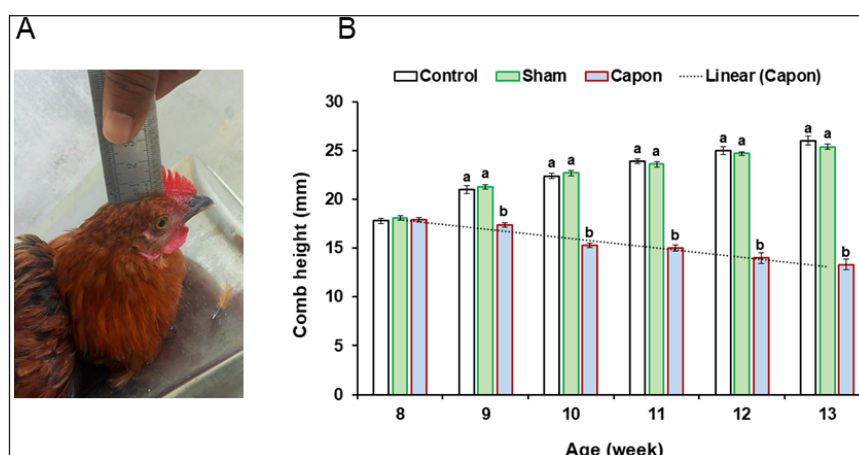 A
B
Control Sham Capon Linear (Capon)
30
25
20
15
10
5
0
Comb height (mm)
a a b
a a b
a a b
a a b
a a b
8 9 10 11 12 13
Age (week)